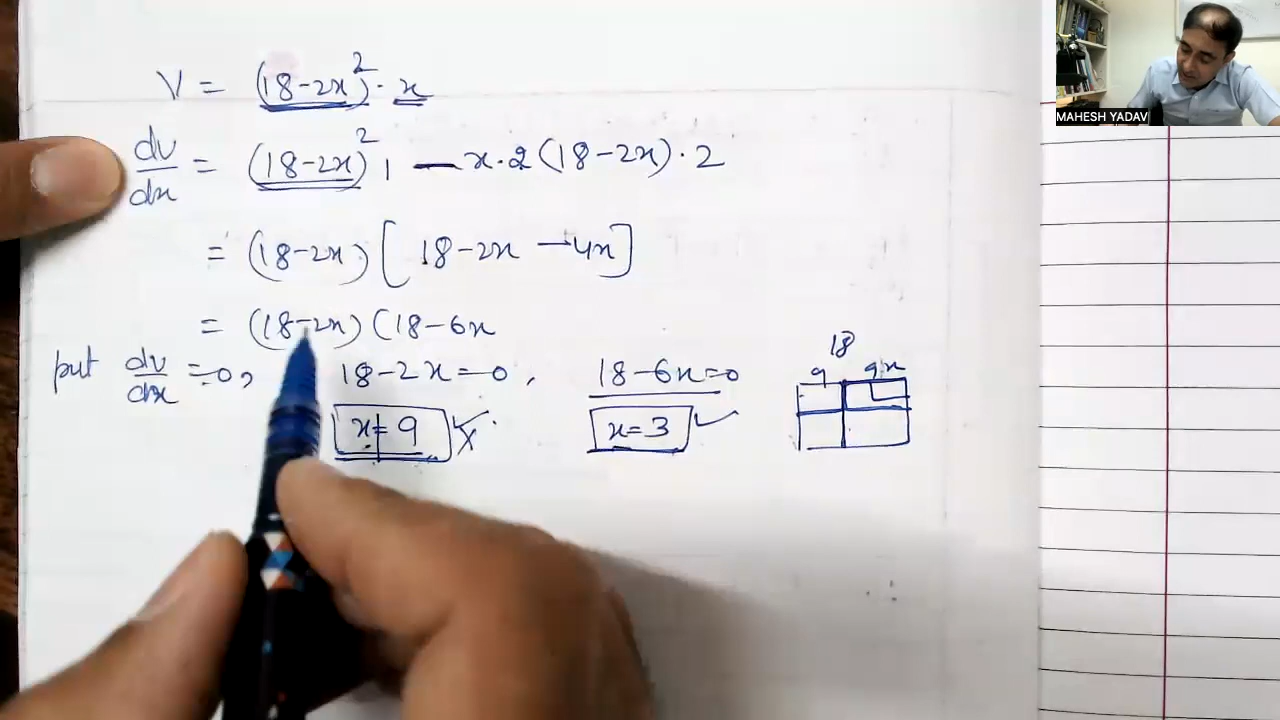 V = (18-2x)² · x
MAHESH YADAV
dv/dx = (18-2x)² 1 - x·2(18-2x)·2
= (18-2x)[18-2x-4x]
= (18-2x)(18-6x
put dv/dx = 0, 18-2x=0, 18-6x=0
x=9 x=3
18
9 9 x